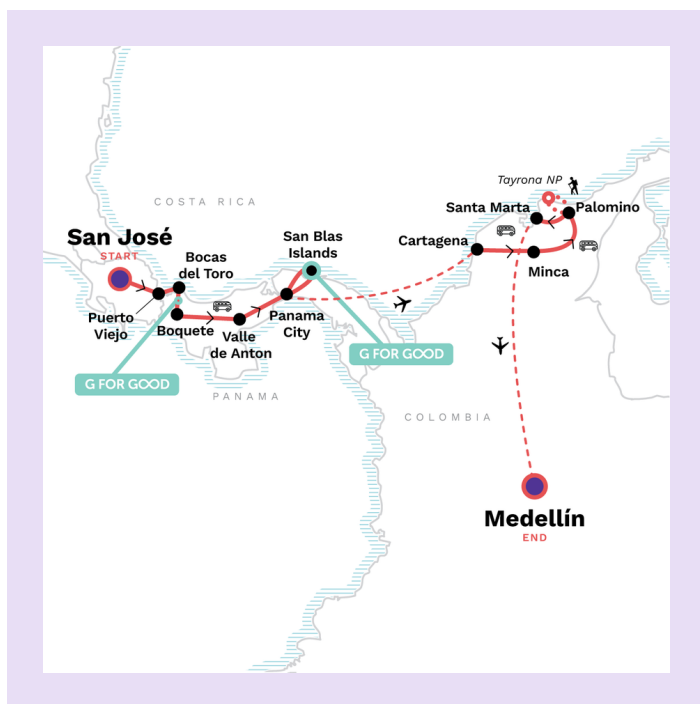 Tayrona NP
COSTA RICA
Santa Marta
Palomino
San José
START
San Blas
Islands
Cartagena
Bocas
del Toro
Minca
Puerto
Viejo
Boquete
Valle
de Anton
Panama
City
G FOR GOOD
G FOR GOOD
PANAMA
COLOMBIA
Medellín
END